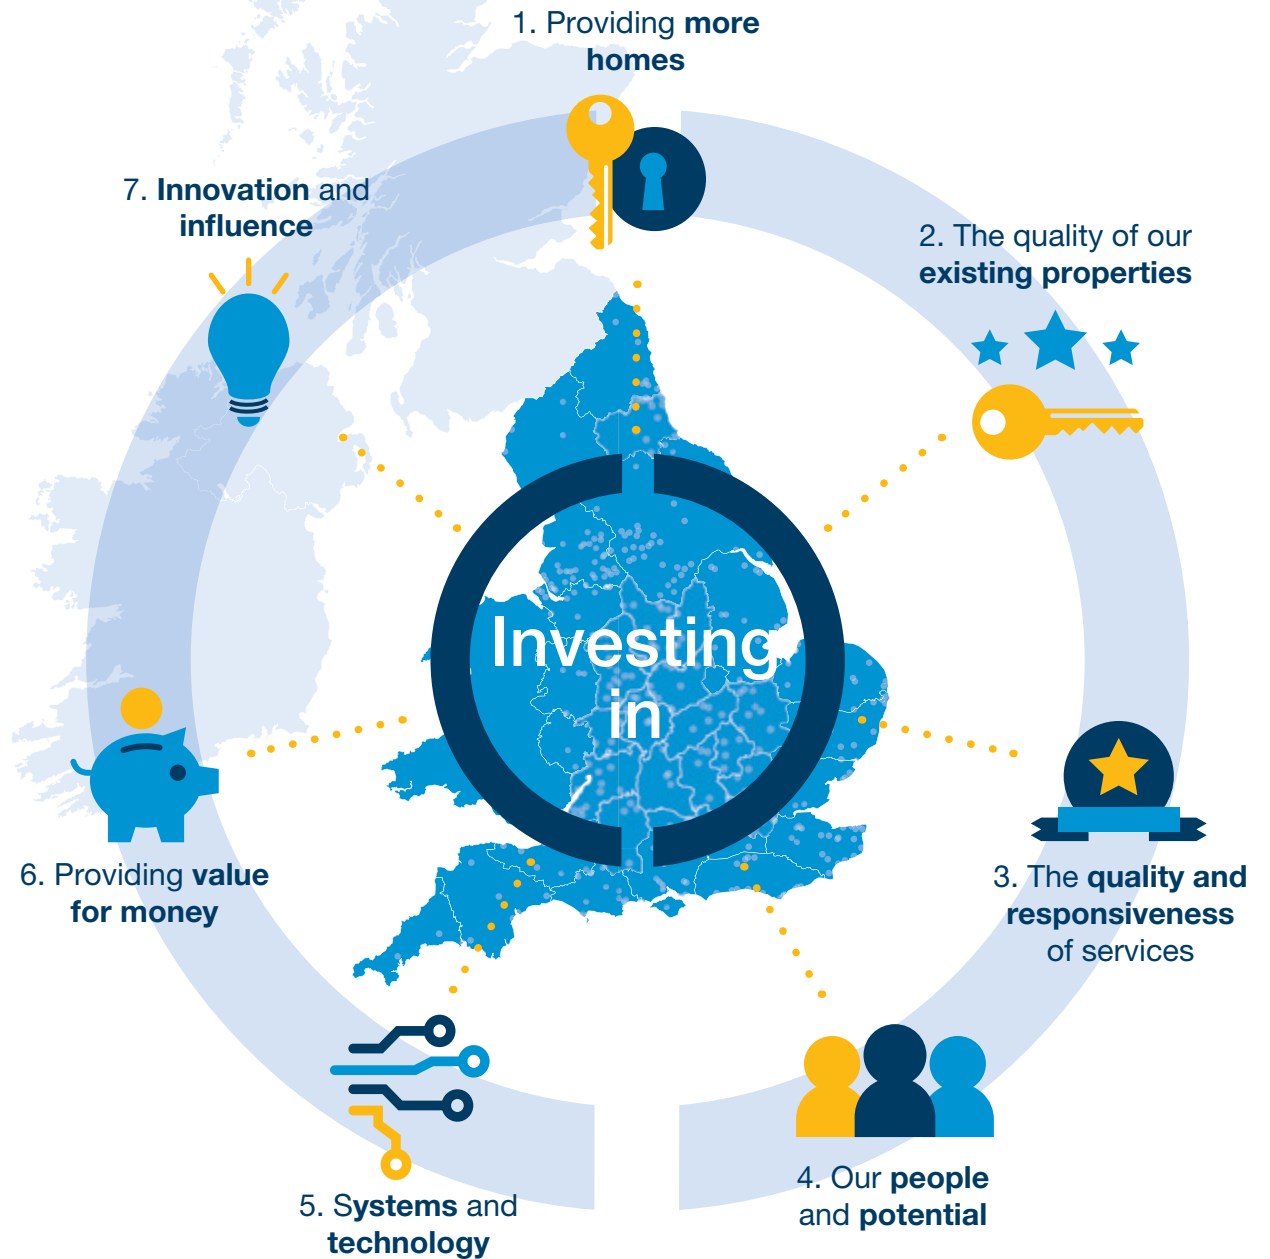 1. Providing more
homes
2. The quality of our
existing properties
3. The quality and
responsiveness
of services
4. Our people
and potential
5. Systems and
technology
6. Providing value
for money
7. Innovation and
influence
Investing
in